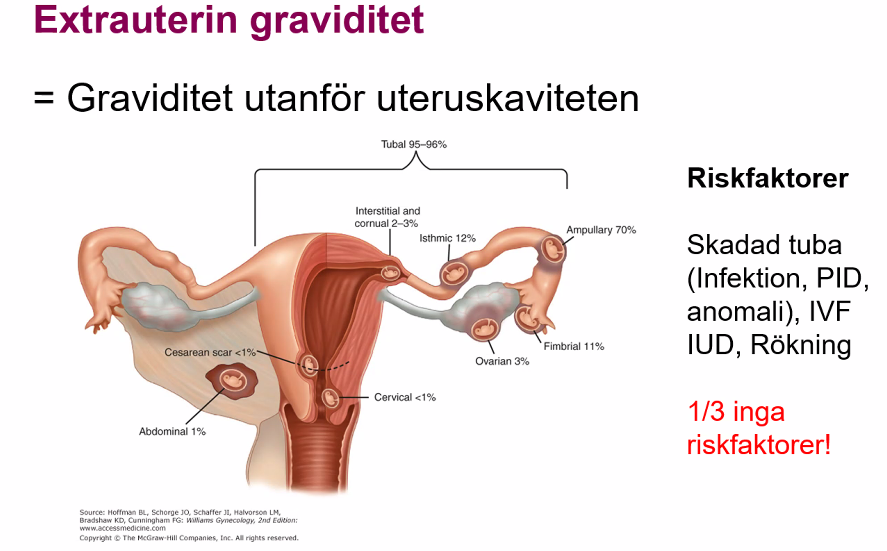 Extrauterin graviditet
= Graviditet utanför uteruskaviteten
Tubal 95–96%
Interstitial and
cornual 2–3%
Isthmic 12%
Ampullary 70%
Cesarean scar <1%
Fimbrial 11%
Ovarian 3%
Cervical <1%
Abdominal 1%
Source: Hoffman BL, Schorge JO, Schaffer JI, Halvorson LM,
Bradshaw KD, Cunningham FG: Williams Gynecology, 2nd Edition:
www.accessmedicine.com
Copyright © The McGraw-Hill Companies, Inc. All rights reserved.
Riskfaktorer
Skadad tuba
(Infektion, PID,
anomali), IVF
IUD, Rökning
1/3 inga
riskfaktorer!